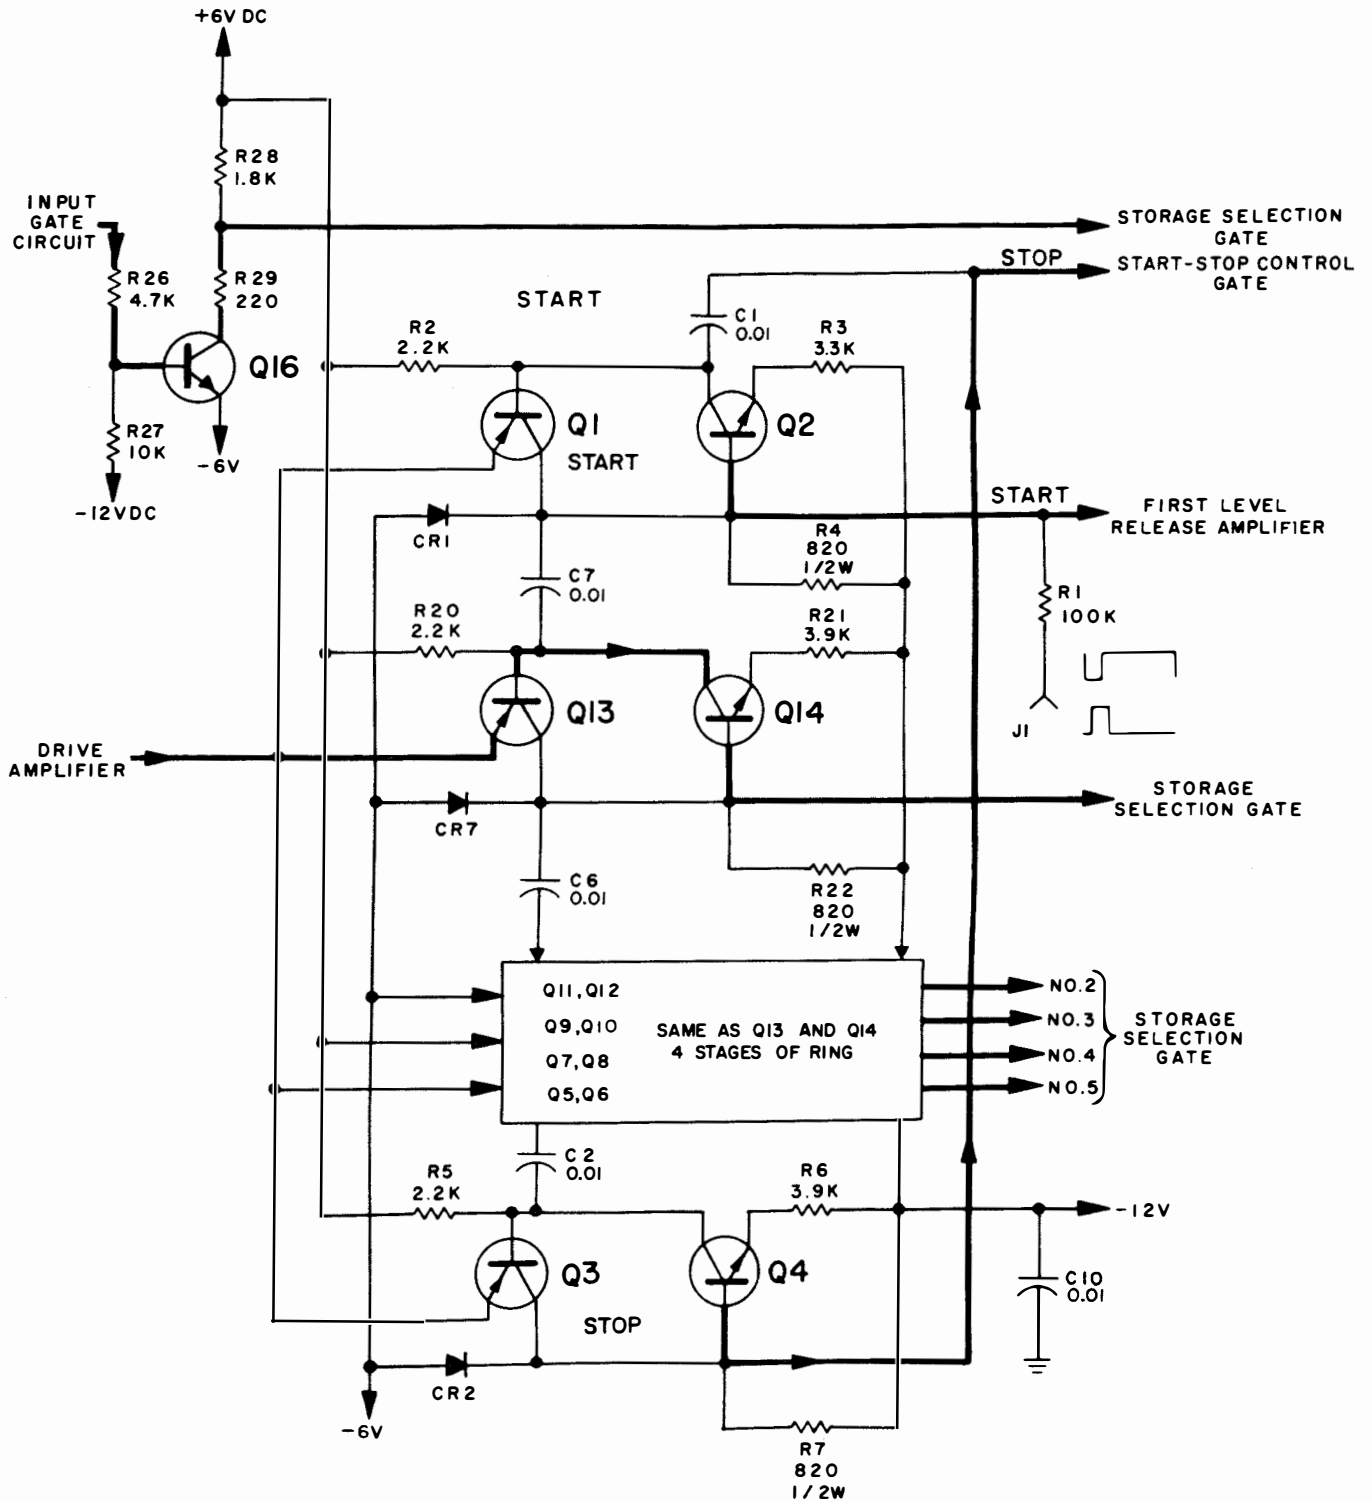 +6V DC
R28
1.8K
INPUT
GATE
CIRCUIT
R26
4.7K
R29
220
Q16
R27
10K
-6V
-12VDC
STORAGE SELECTION
GATE
STOP
START-STOP CONTROL
GATE
START
C1
0.01
R2
2.2K
R3
3.3K
Q1
START
Q2
START
FIRST LEVEL
RELEASE AMPLIFIER
CR1
R4
820
1/2W
C7
0.01
R1
100K
R20
2.2K
R21
3.9K
Q13
Q14
J1
DRIVE
AMPLIFIER
STORAGE
SELECTION GATE
CR7
C6
0.01
R22
820
1/2W
Q11,Q12
Q9,Q10
Q7,Q8
Q5,Q6
SAME AS Q13 AND Q14
4 STAGES OF RING
NO.2
NO.3
NO.4
NO.5
STORAGE
SELECTION
GATE
C2
0.01
R5
2.2K
R6
3.9K
-12V
Q3
Q4
C10
0.01
STOP
CR2
-6V
R7
820
1/2W